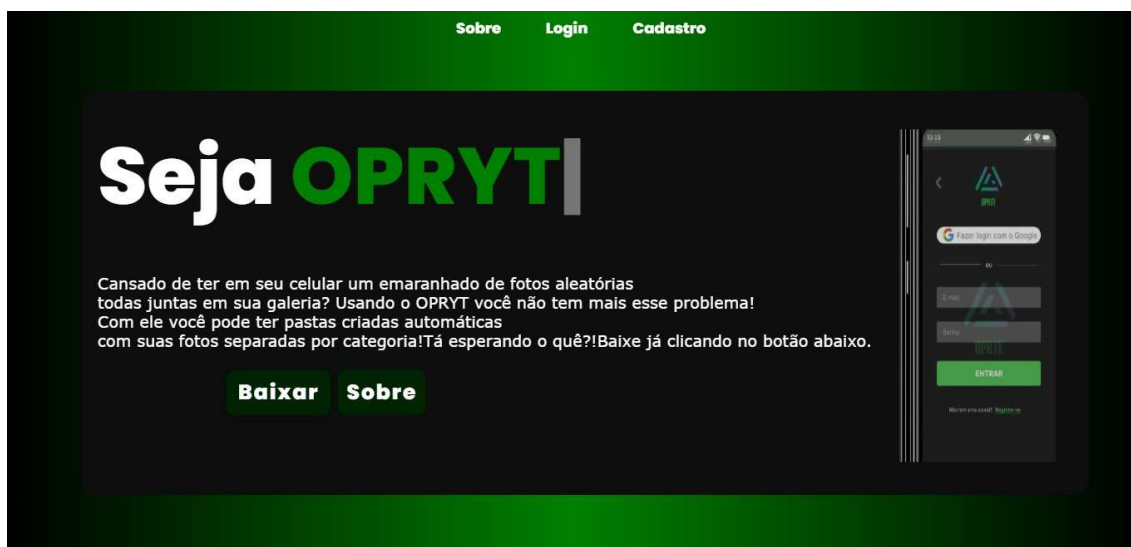 Sobre Login Cadastro
Seja OPRYT
Cansado de ter em seu celular um emaranhado de fotos aleatórias
todas juntas em sua galeria? Usando o OPRYT você não tem mais esse problema!
Com ele você pode ter pastas criadas automáticas
com suas fotos separadas por categoria!Tá esperando o quê?!Baixe já clicando no botão abaixo.
Baixar Sobre
Fazer login com o Google
ou
E-mail
Senha
ENTRAR
Registre-se